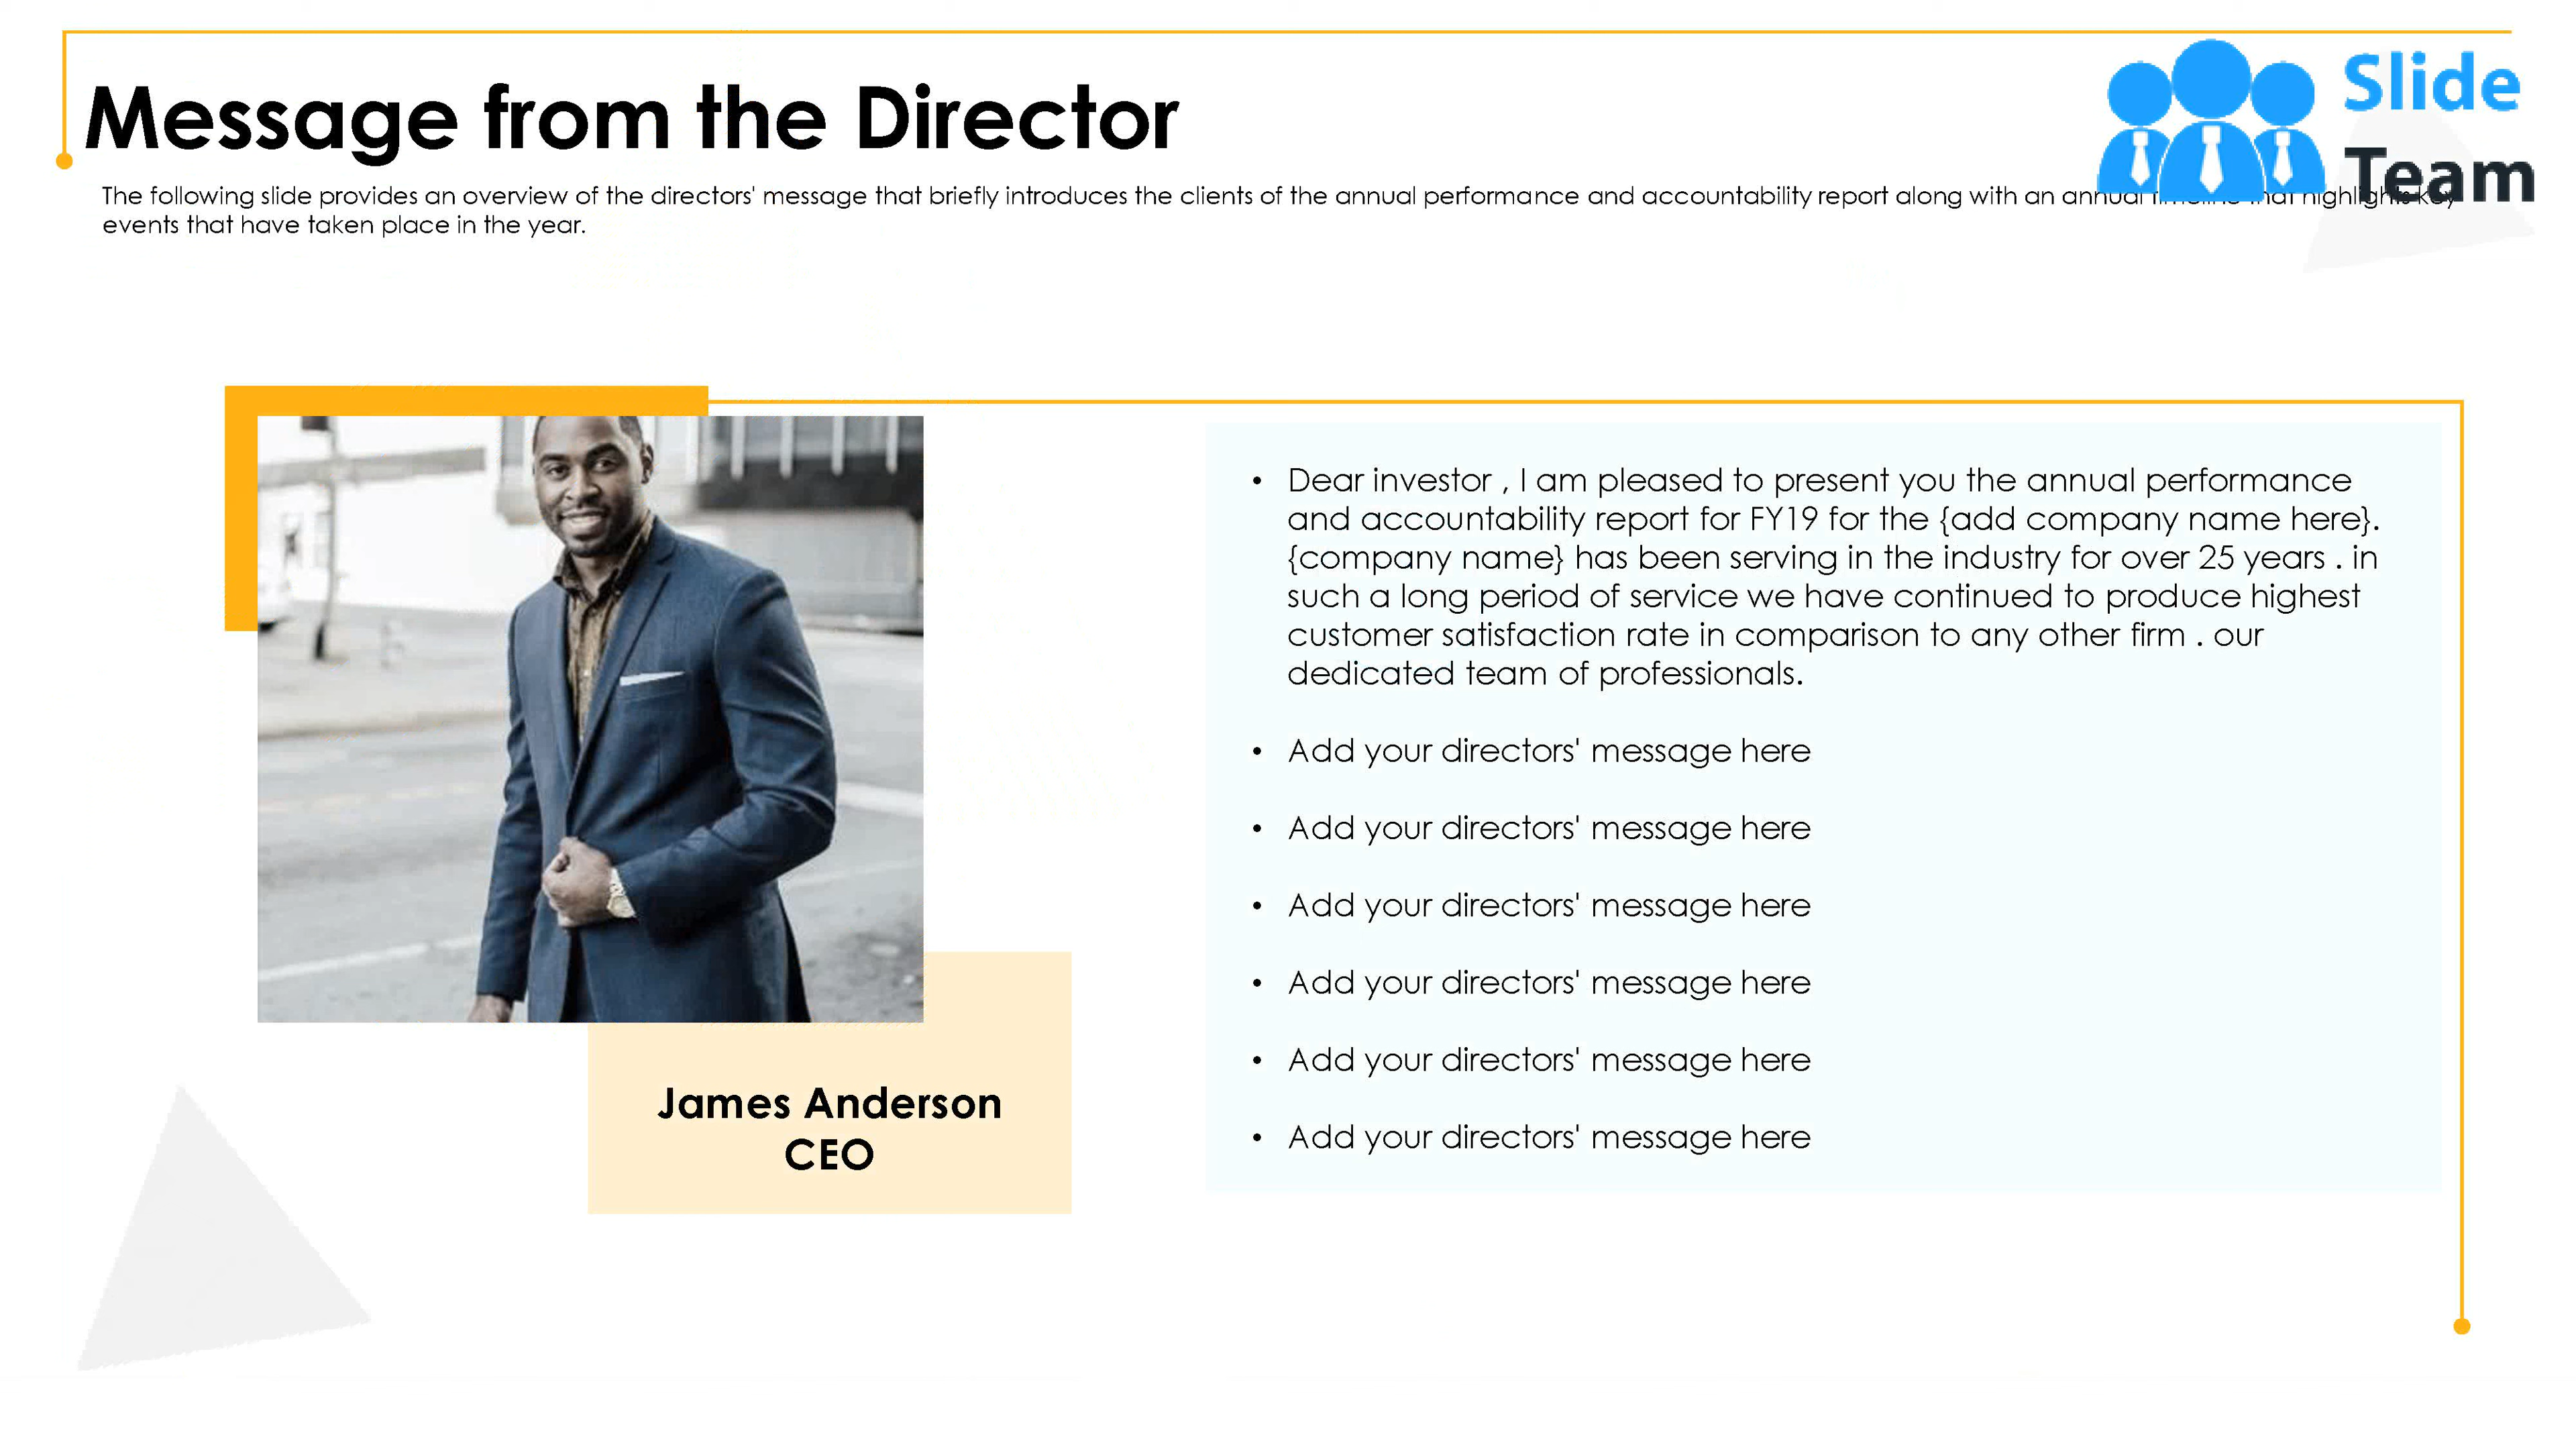 Message from the Director
Slide
Team
The following slide provides an overview of the directors' message that briefly introduces the clients of the annual performance and accountability report along with an annual timeline that highlights key
events that have taken place in the year.
• Dear investor , I am pleased to present you the annual performance
and accountability report for FY19 for the {add company name here}.
{company name} has been serving in the industry for over 25 years . in
such a long period of service we have continued to produce highest
customer satisfaction rate in comparison to any other firm . our
dedicated team of professionals.
• Add your directors' message here
• Add your directors' message here
• Add your directors' message here
• Add your directors' message here
• Add your directors' message here
• Add your directors' message here
James Anderson
CEO